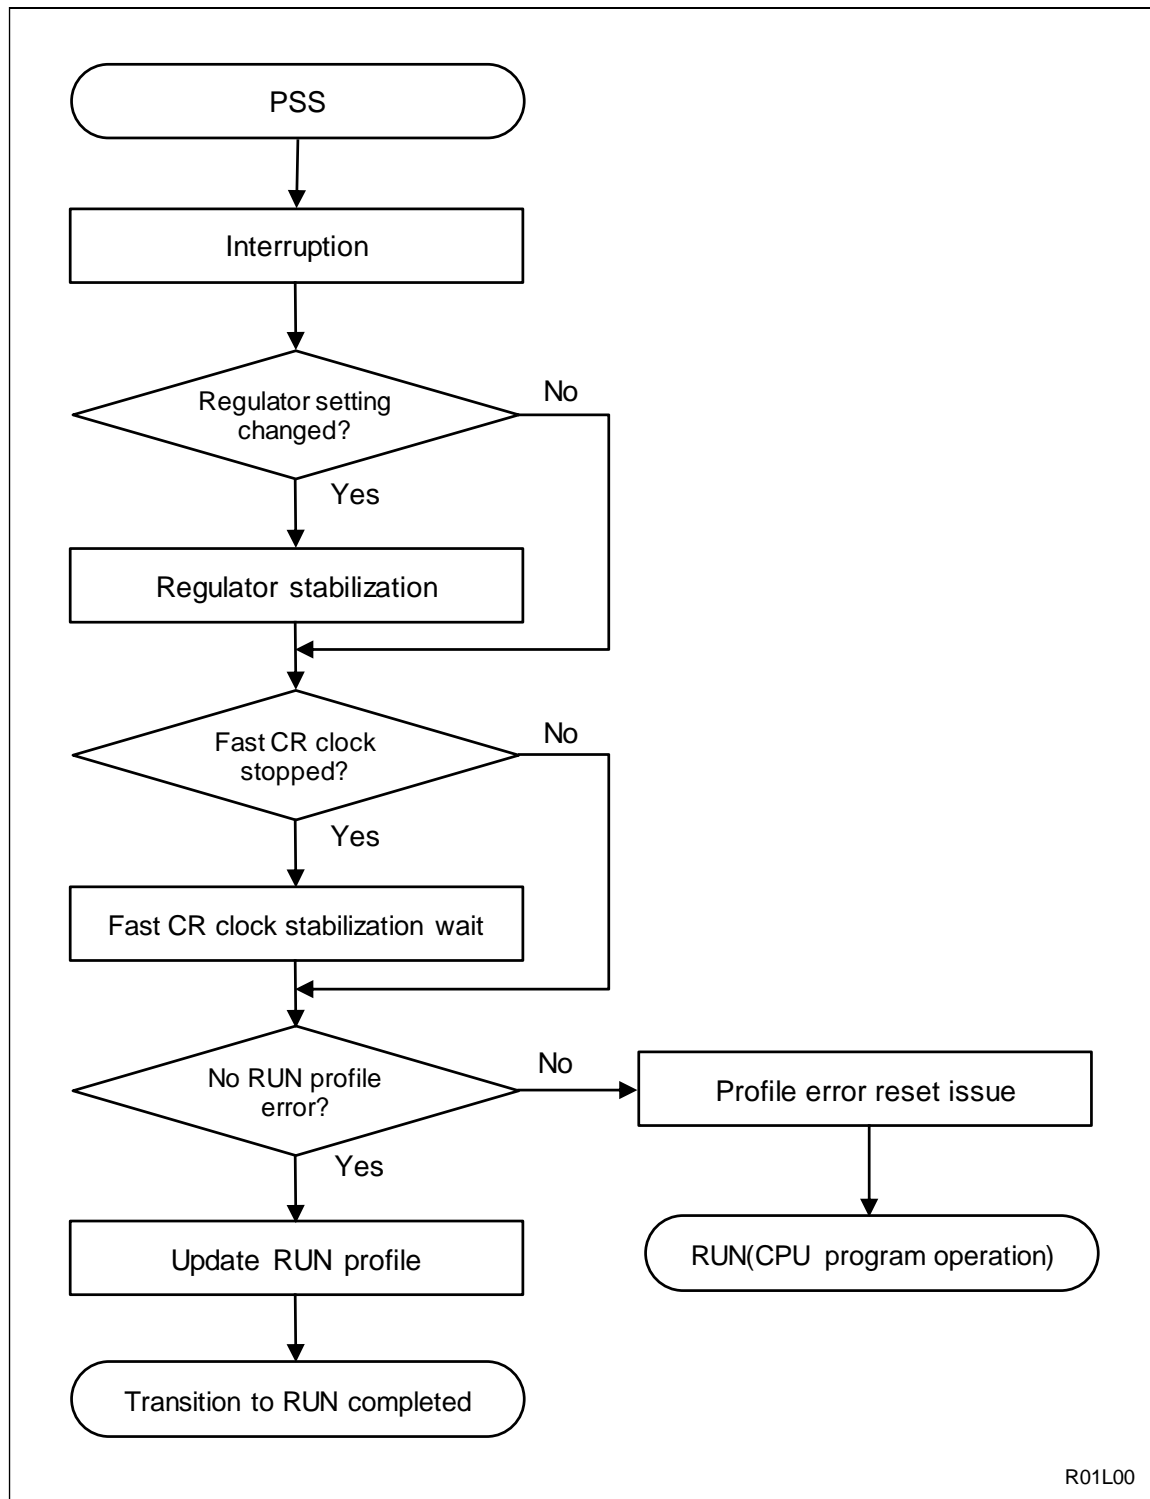 PSS
Interruption
Regulator setting
changed?
No
Yes
Regulator stabilization
Fast CR clock
stopped?
No
Yes
Fast CR clock stabilization wait
No RUN profile
error?
No
Profile error reset issue
Yes
Update RUN profile
RUN(CPU program operation)
Transition to RUN completed
R01L00